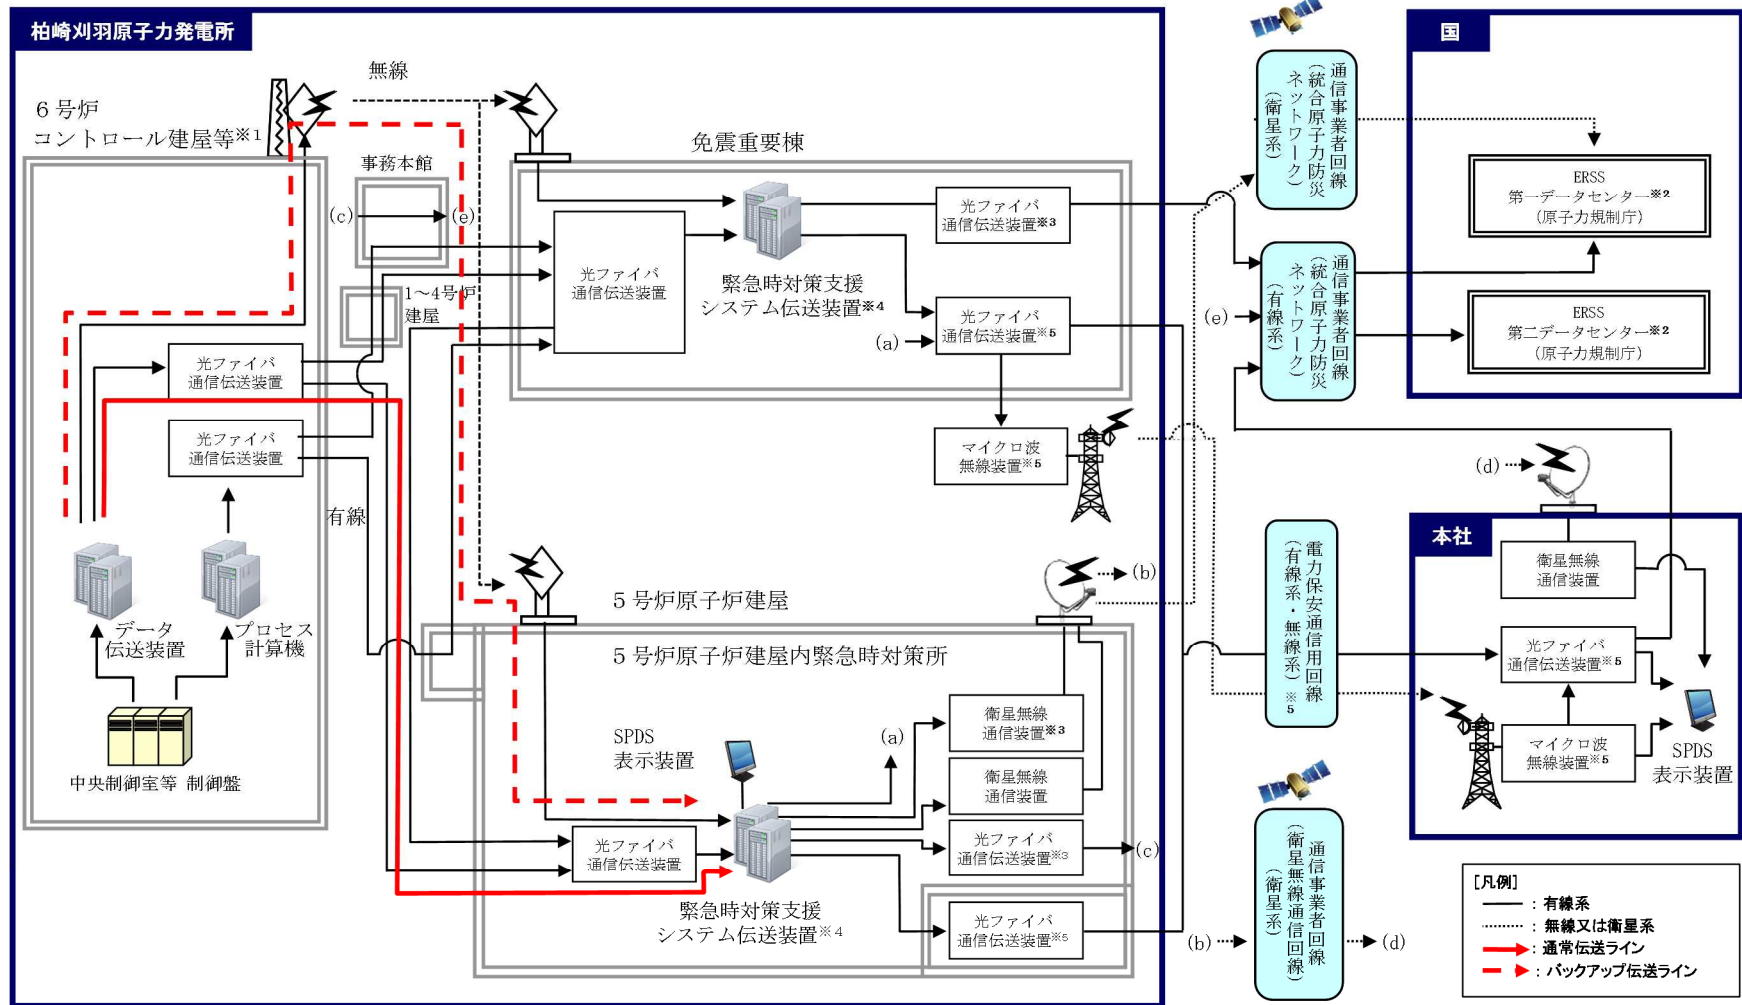 柏崎刈羽原子力発電所
6号炉
コントロール建屋等※1
無線
事務本館
(c)
(e)
1～4号炉
建屋
光ファイバ
通信伝送装置
光ファイバ
通信伝送装置
有線
データ
伝送装置
プロセス
計算機
中央制御室等 制御盤
免震重要棟
光ファイバ
通信伝送装置
緊急時対策支援
システム伝送装置※4
光ファイバ
通信伝送装置※3
(a)
光ファイバ
通信伝送装置※5
マイクロ波
無線装置※5
5号炉原子炉建屋
5号炉原子炉建屋内緊急時対策所
(b)
SPDS
表示装置
(a)
衛星無線
通信装置※3
衛星無線
通信装置
光ファイバ
通信伝送装置
光ファイバ
通信伝送装置※3
(c)
緊急時対策支援
システム伝送装置※4
光ファイバ
通信伝送装置※5
通信事業者回線
(統合原子力防災
ネットワーク)
(衛星系)
(e)
通信事業者回線
(統合原子力防災
ネットワーク)
(有線系)
電力保安通信用回線
(有線系・無線系)※5
(b)
通信事業者回線
(衛星無線通信回線)
(衛星系)
(d)
国
ERSS
第一データセンター※2
(原子力規制庁)
ERSS
第二データセンター※2
(原子力規制庁)
(d)
本社
衛星無線
通信装置
光ファイバ
通信伝送装置※5
マイクロ波
無線装置※5
SPDS
表示装置
[凡例]
：有線系
：無線又は衛星系
：通常伝送ライン
：バックアップ伝送ライン